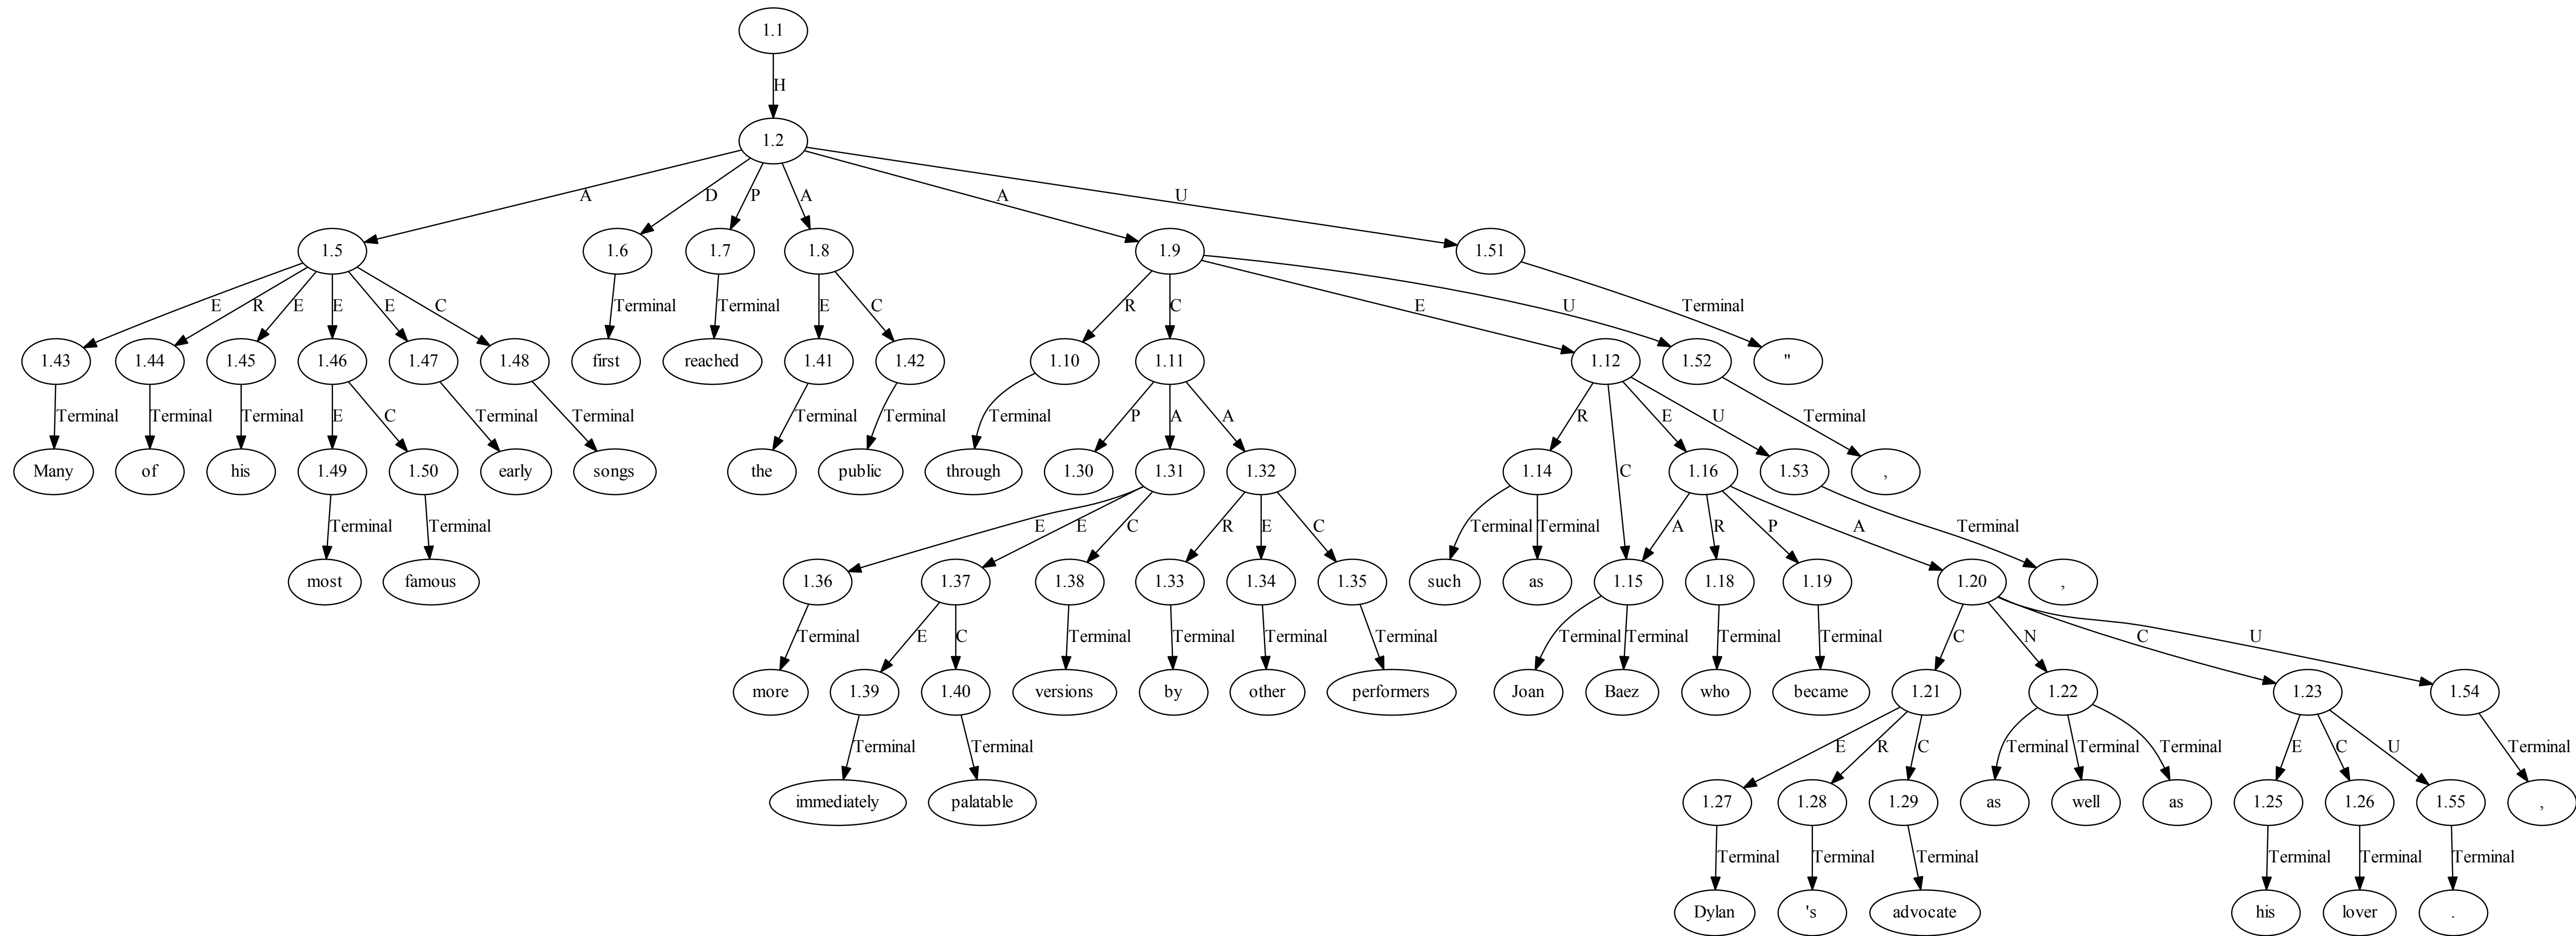 1.1
H
1.2
A D P A A U
1.5 1.6 1.7 1.8 1.9 1.51
E R E E E C Terminal Terminal E C R C E U Terminal
1.43 1.44 1.45 1.46 1.47 1.48 first reached 1.41 1.42 1.10 1.11 1.12 1.52 "
Terminal Terminal Terminal E C Terminal Terminal Terminal Terminal Terminal P A A R C E U Terminal
Many of his 1.49 1.50 early songs the public through 1.30 1.31 1.32 1.14 1.16 1.53 ,
Terminal Terminal E E C R E C Terminal Terminal A R P A Terminal
most famous 1.36 1.37 1.38 1.33 1.34 1.35 such as 1.15 1.18 1.19 1.20 ,
Terminal E C Terminal Terminal Terminal Terminal Terminal Terminal Terminal Terminal C N C U
more 1.39 1.40 versions by other performers Joan Baez who became 1.21 1.22 1.23 1.54
Terminal Terminal E R C Terminal Terminal Terminal E C U Terminal
immediately palatable 1.27 1.28 1.29 as well as 1.25 1.26 1.55 ,
Terminal Terminal Terminal Terminal Terminal Terminal
Dylan 's advocate his lover .